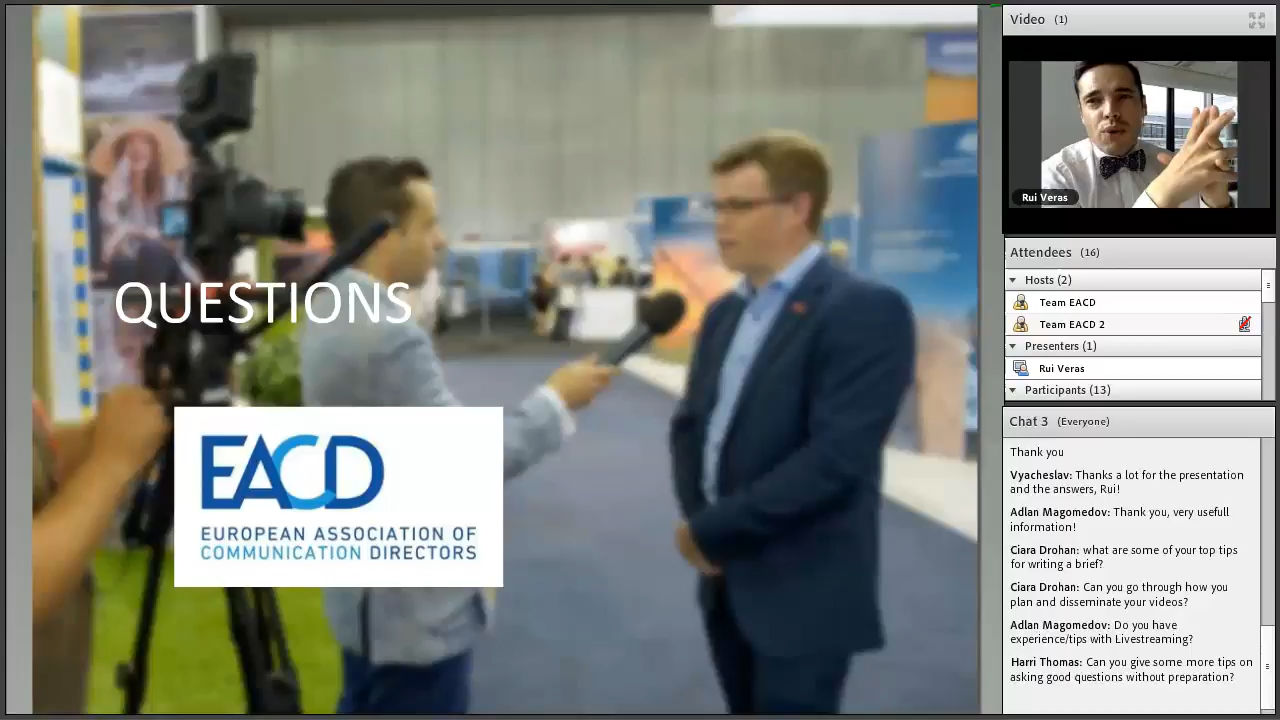 QUESTIONS
EACD
EUROPEAN ASSOCIATION OF
COMMUNICATION DIRECTORS
Video (1)
Rui Veras
Attendees (16)
Hosts (2)
Team EACD
Team EACD 2
Presenters (1)
Rui Veras
Participants (13)
Chat 3 (Everyone)
Thank you
Vyacheslav: Thanks a lot for the presentation
and the answers, Rui!
Adlan Magomedov: Thank you, very usefull
information!
Ciara Drohan: what are some of your top tips
for writing a brief?
Ciara Drohan: Can you go through how you
plan and disseminate your videos?
Adlan Magomedov: Do you have
experience/tips with Livestreaming?
Harri Thomas: Can you give some more tips on
asking good questions without preparation?